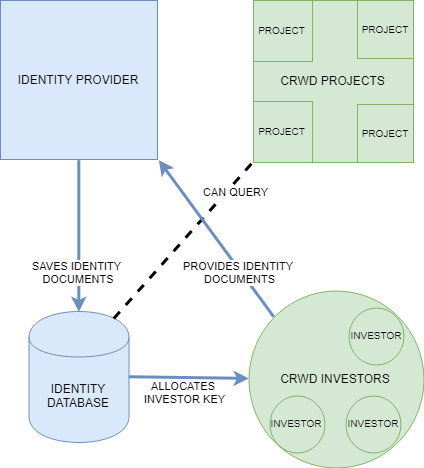 PROJECT
PROJECT
IDENTITY PROVIDER
CRWD PROJECTS
PROJECT
PROJECT
CAN QUERY
SAVES IDENTITY
DOCUMENTS
PROVIDES IDENTITY
DOCUMENTS
INVESTOR
IDENTITY
DATABASE
ALLOCATES
INVESTOR KEY
CRWD INVESTORS
INVESTOR
INVESTOR